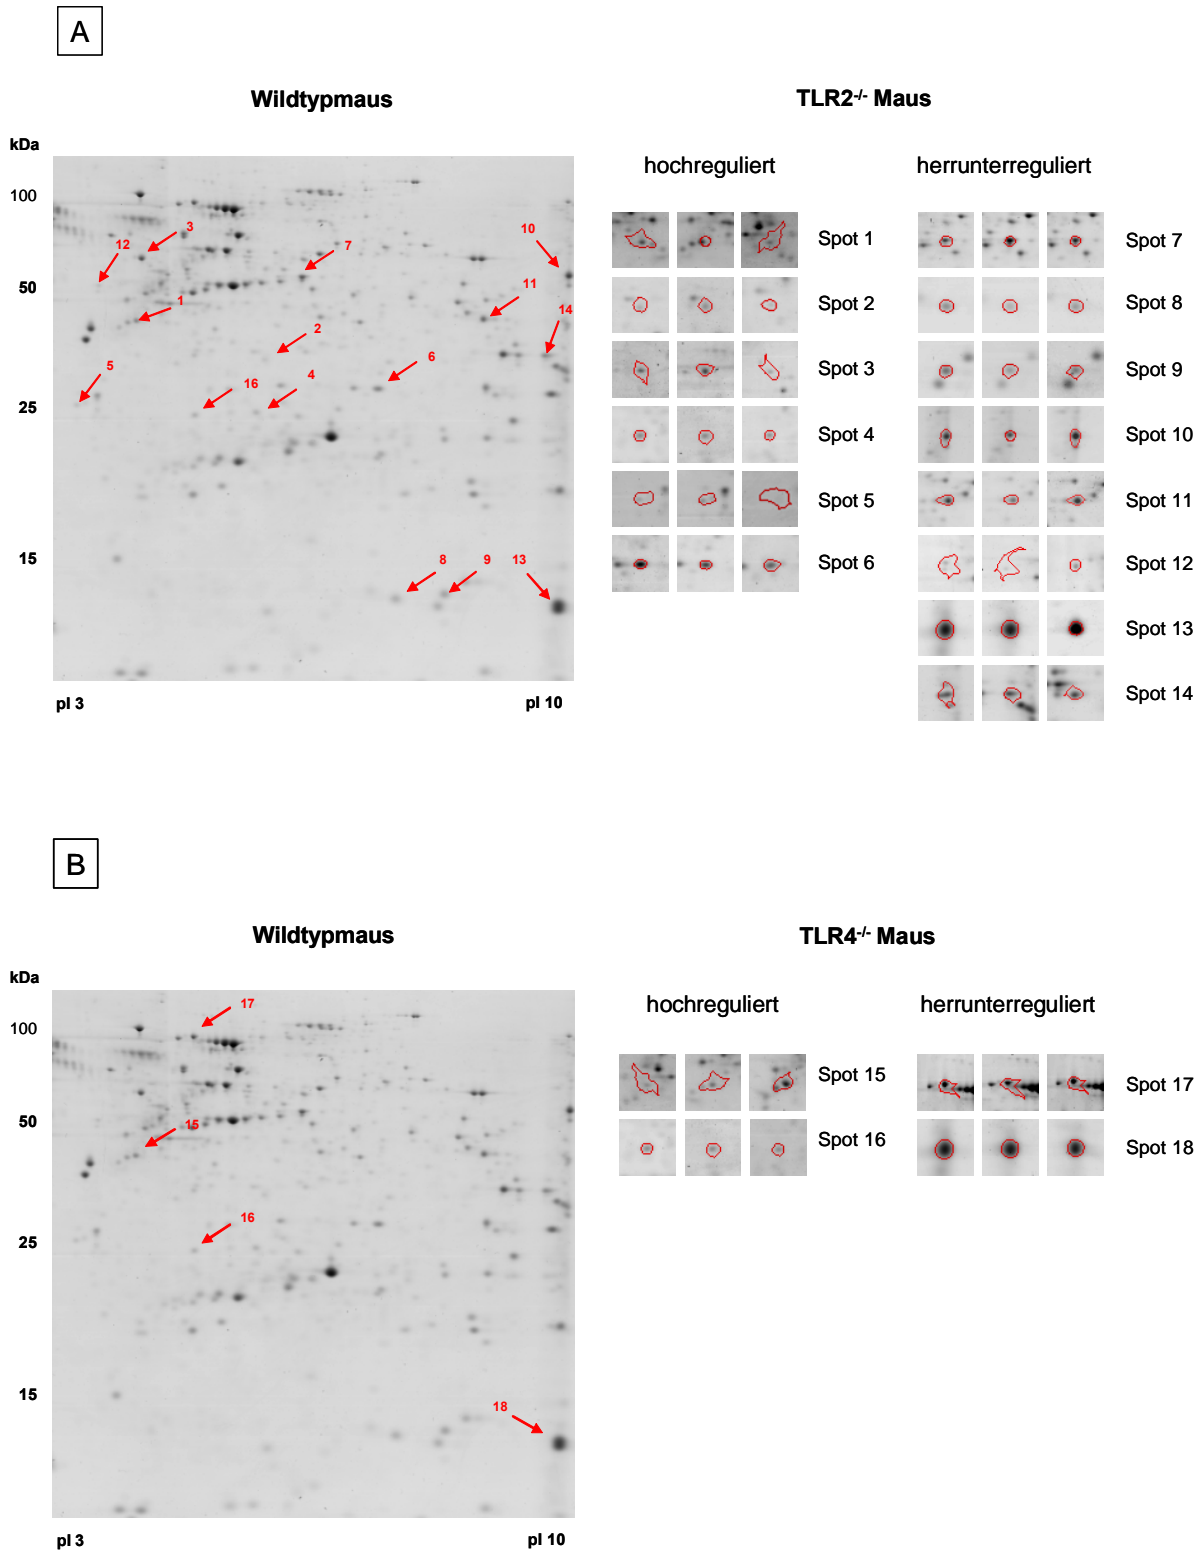 A
Wildtypmaus
TLR2-/- Maus
kDa
hochreguliert
herrunterreguliert
100
50
25
15
12
3
10
7
11
14
1
2
6
5
16
4
8
9
13
Spot 1
Spot 2
Spot 3
Spot 4
Spot 5
Spot 6
Spot 7
Spot 8
Spot 9
Spot 10
Spot 11
Spot 12
Spot 13
Spot 14
pI 3
pI 10
B
Wildtypmaus
TLR4-/- Maus
kDa
hochreguliert
herrunterreguliert
100
50
25
15
17
15
16
18
Spot 15
Spot 16
Spot 17
Spot 18
pI 3
pI 10